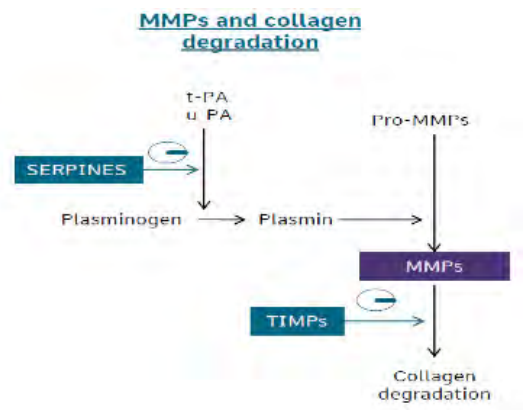 MMPs and collagen
degradation
t-PA
u PA
Pro-MMPs
SERPINES
Plasminogen
Plasmin
MMPs
TIMPs
Collagen
degradation